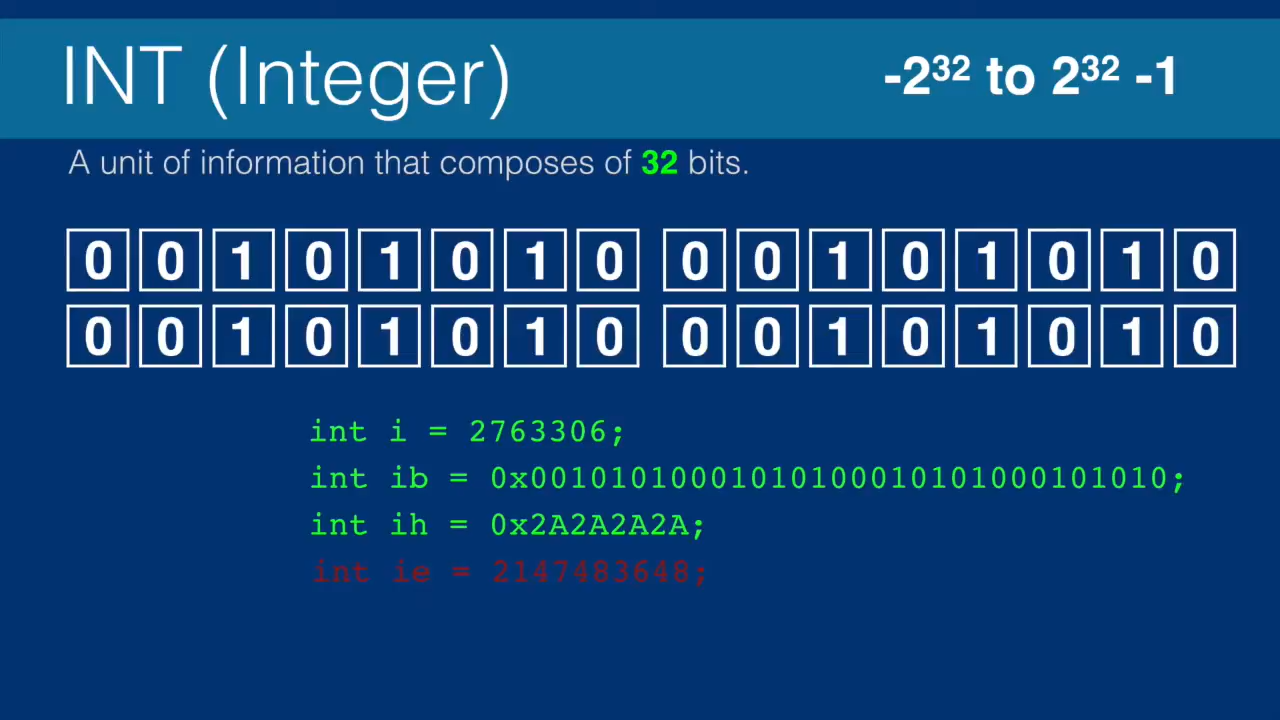 INT (Integer)
-2³² to 2³² -1
A unit of information that composes of 32 bits.
0 0 1 0 1 0 1 0 0 0 1 0 1 0 1 0
0 0 1 0 1 0 1 0 0 0 1 0 1 0 1 0
int i = 2763306;
int ib = 0x00101010001010100010101000101010;
int ih = 0x2A2A2A2A;
int ie = 2147483648;